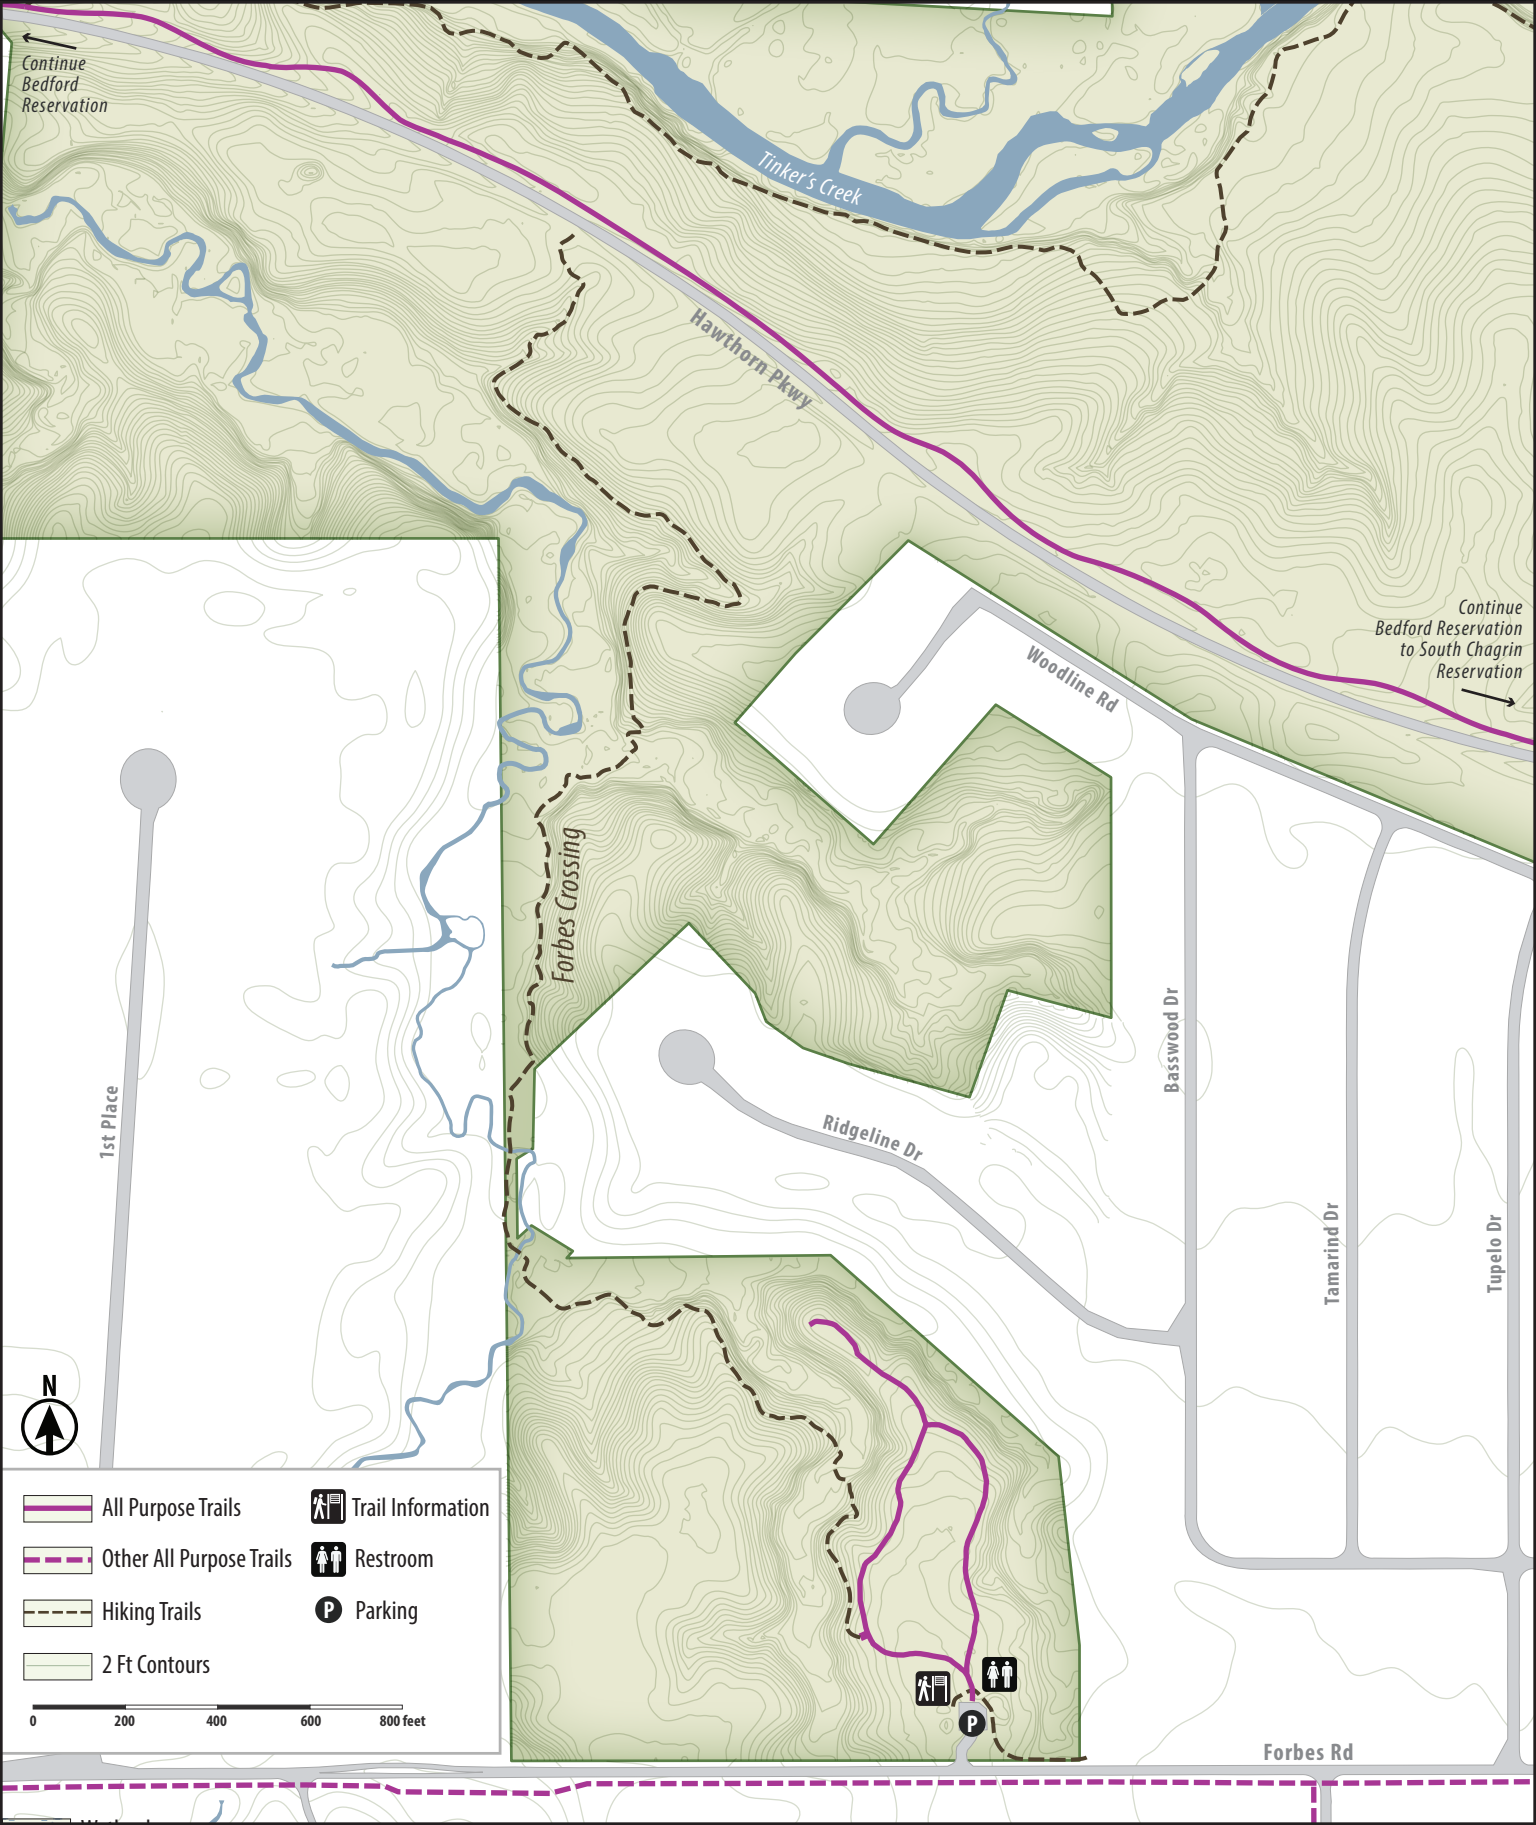 Continue
Bedford
Reservation
Tinker's Creek
Hawthorn Pkwy
Continue
Bedford Reservation
to South Chagrin
Reservation
Woodline Rd
Forbes Crossing
1st Place
Basswood Dr
Ridgeline Dr
Tamarind Dr
Tupelo Dr
N
All Purpose Trails
Trail Information
Other All Purpose Trails
Restroom
Hiking Trails
P Parking
2 Ft Contours
0 200 400 600 800 feet
P
Forbes Rd